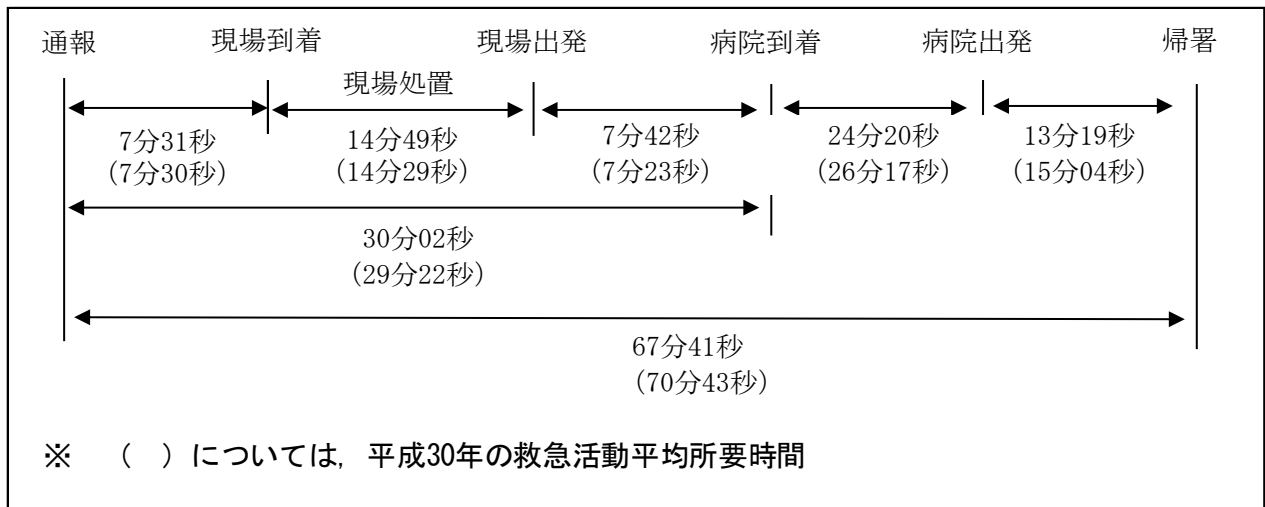 通報 現場到着 現場出発 病院到着 病院出発 帰署
現場処置
7分31秒 14分49秒 7分42秒 24分20秒 13分19秒
(7分30秒) (14分29秒) (7分23秒) (26分17秒) (15分04秒)
30分02秒
(29分22秒)
67分41秒
(70分43秒)
※ ( )については,平成30年の救急活動平均所要時間